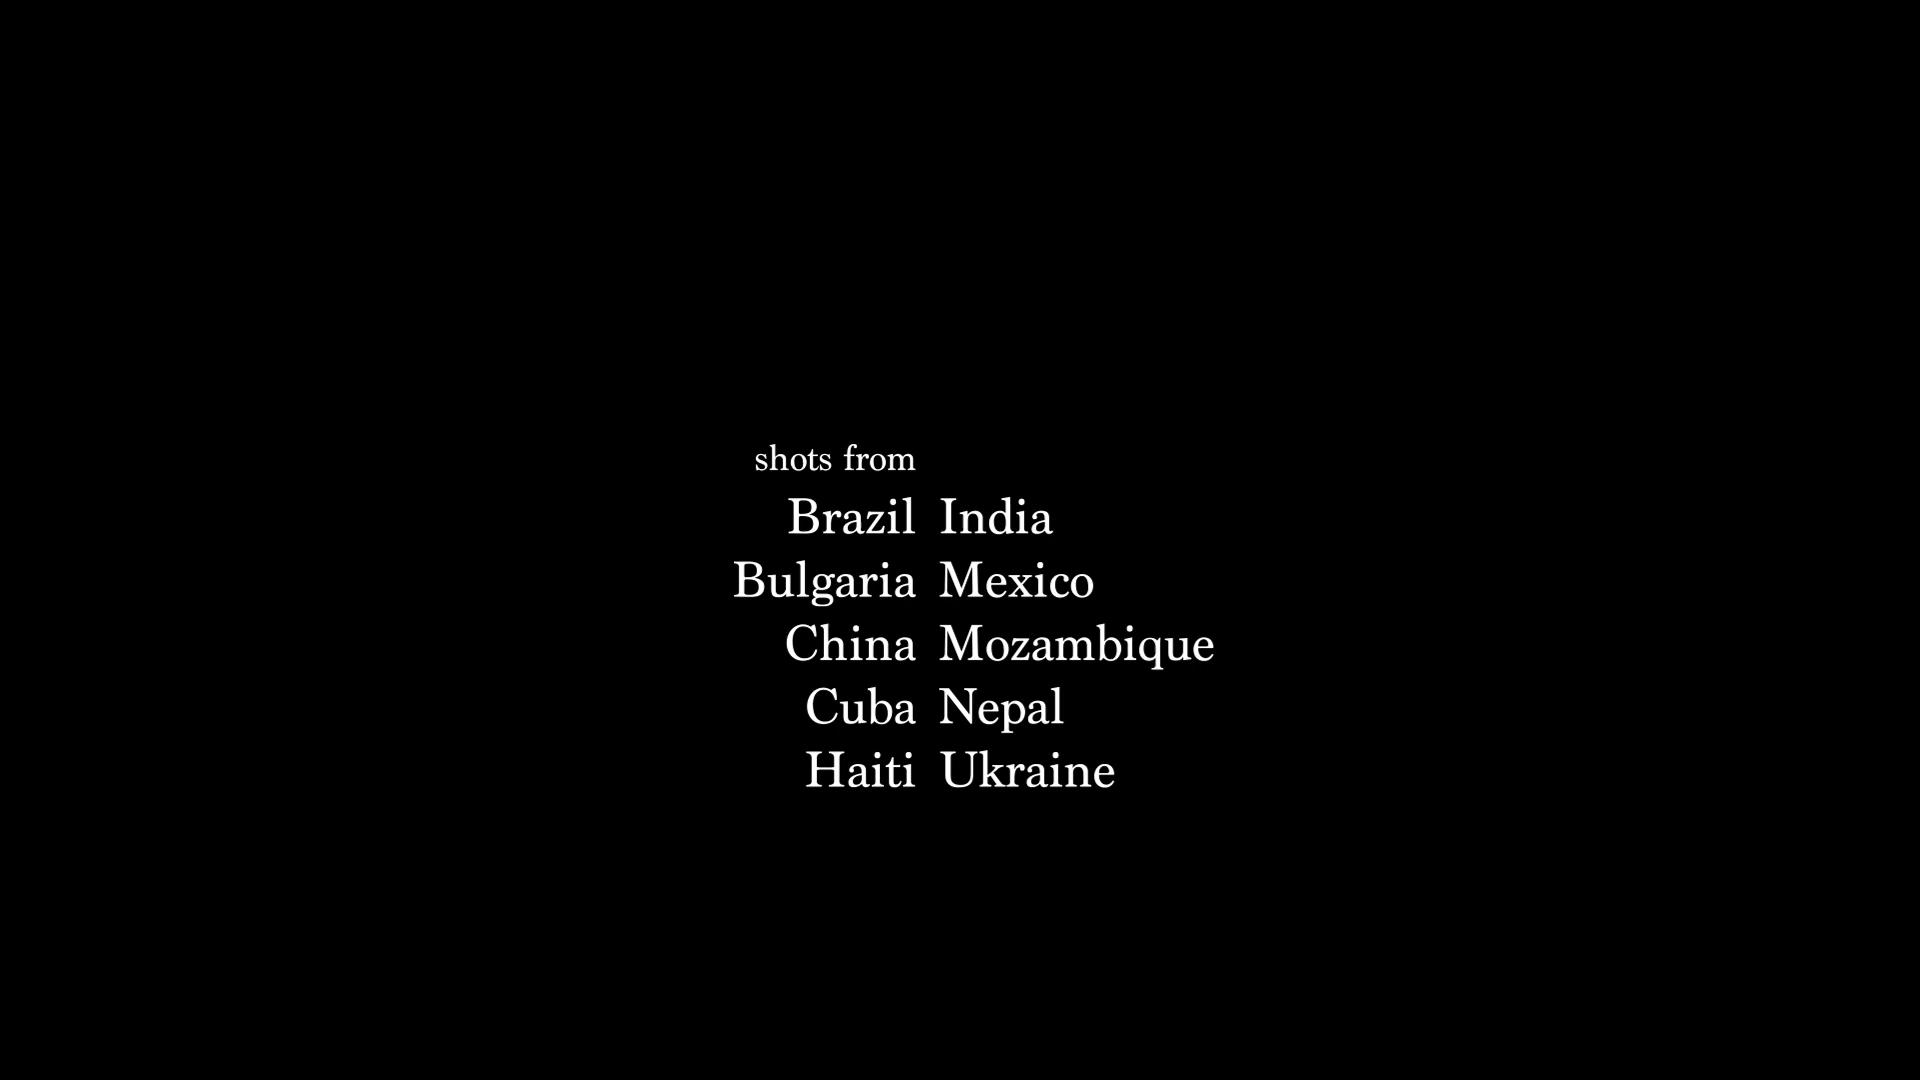 shots from
Brazil India
Bulgaria Mexico
China Mozambique
Cuba Nepal
Haiti Ukraine